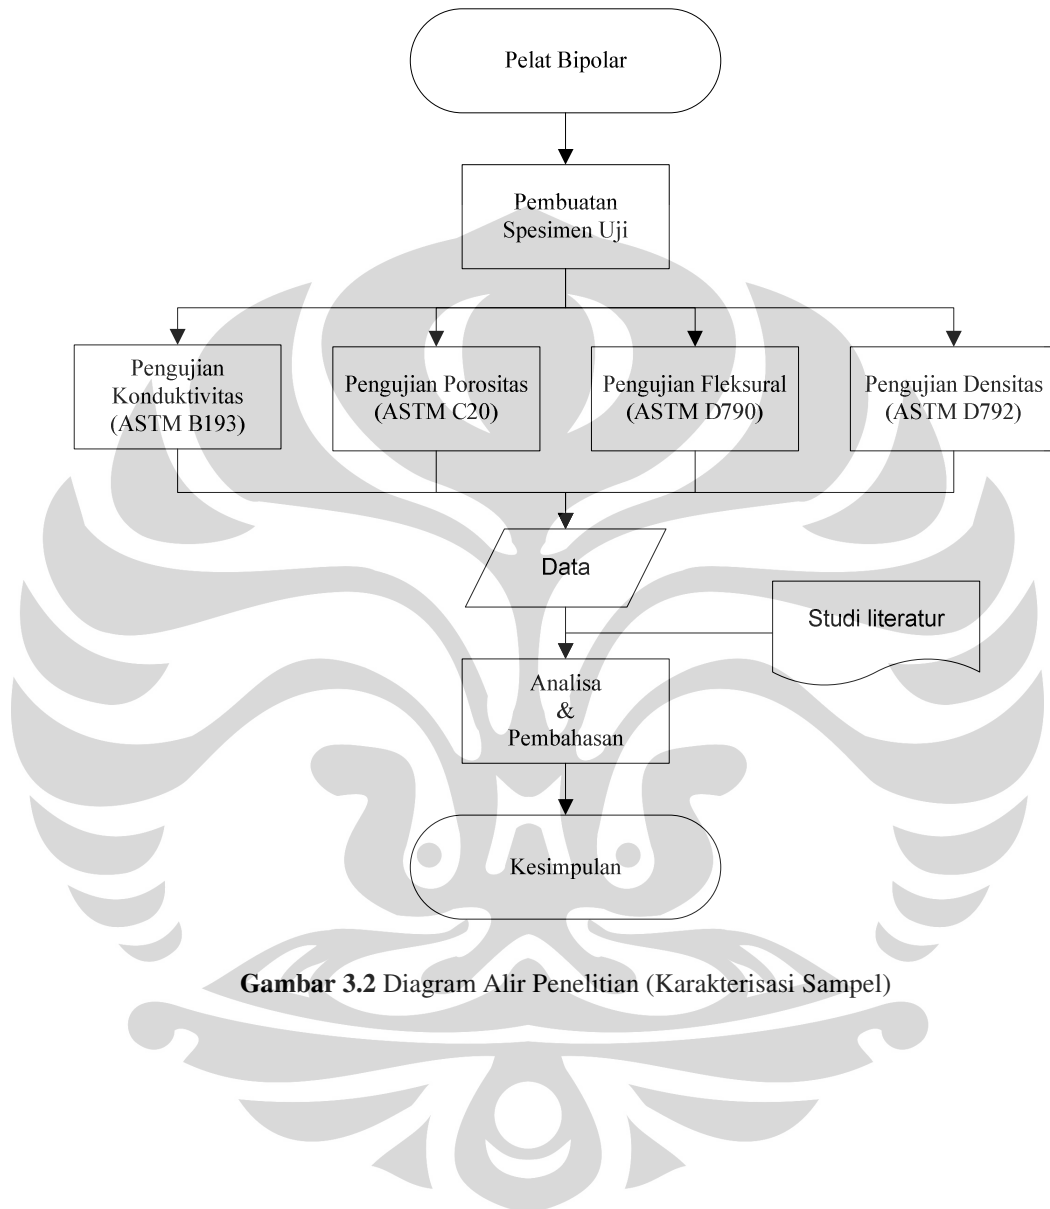 Pelat Bipolar
Pembuatan
Spesimen Uji
Pengujian
Konduktivitas
(ASTM B193)
Pengujian Porositas
(ASTM C20)
Pengujian Fleksural
(ASTM D790)
Pengujian Densitas
(ASTM D792)
Data
Studi literatur
Analisa
&
Pembahasan
Kesimpulan
Gambar 3.2 Diagram Alir Penelitian (Karakterisasi Sampel)